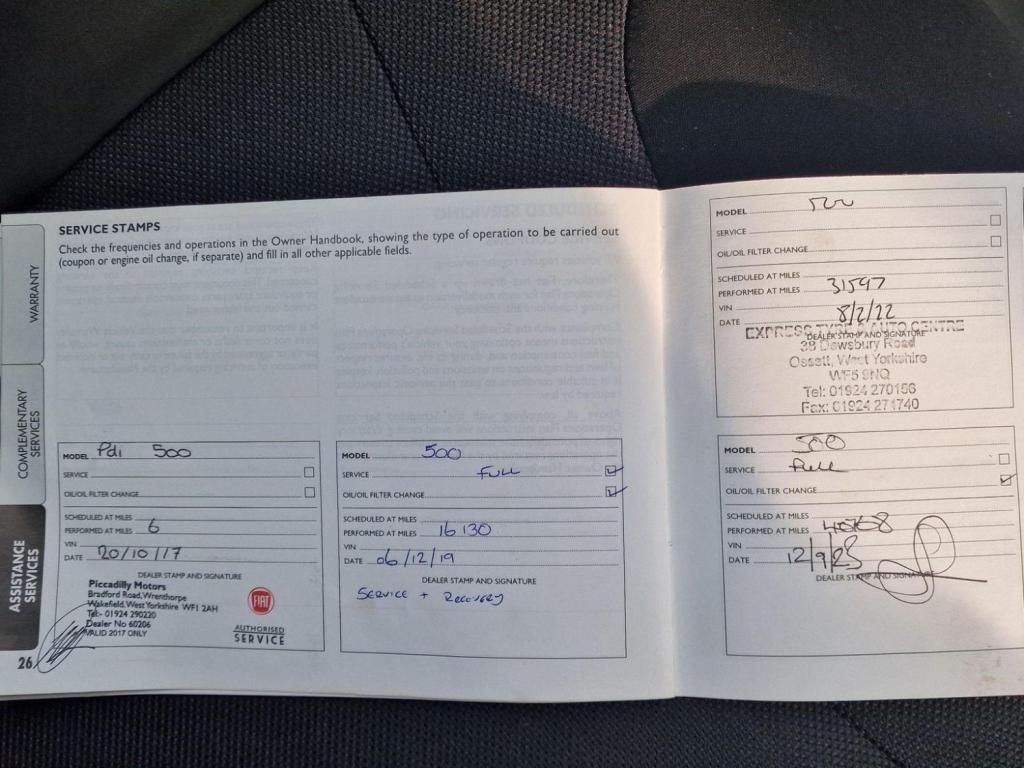 WARRANTY
COMPLEMENTARY
SERVICES
ASSISTANCE
SERVICES
26
SERVICE STAMPS
Check the frequencies and operations in the Owner Handbook, showing the type of operation to be carried out
(coupon or engine oil change, if separate) and fill in all other applicable fields.
MODEL Pdi 500
SERVICE
OIL/OIL FILTER CHANGE
SCHEDULED AT MILES
PERFORMED AT MILES 6
VIN
DATE 20/10/17
DEALER STAMP AND SIGNATURE
Piccadilly Motors
Bradford Road, Wrenthorpe
Wakefield, West Yorkshire WF1 2AH
Tel:- 01924 290220
Dealer No 60206
VALID 2017 ONLY
FIAT
AUTHORISED
SERVICE
MODEL 500
SERVICE FULL
OIL/OIL FILTER CHANGE
SCHEDULED AT MILES
PERFORMED AT MILES 16130
VIN
DATE 06/12/19
DEALER STAMP AND SIGNATURE
SERVICE + RECOVERY
MODEL 500
SERVICE
OIL/OIL FILTER CHANGE
SCHEDULED AT MILES
PERFORMED AT MILES 31597
VIN
DATE 8/2/22
DEALER STAMP AND SIGNATURE
EXPRESS TYRE & AUTO CENTRE
38 Dewsbury Road
Ossett, West Yorkshire
WF5 9NQ
Tel: 01924 270156
Fax: 01924 271740
MODEL 500
SERVICE Full
OIL/OIL FILTER CHANGE
SCHEDULED AT MILES
PERFORMED AT MILES
VIN
DATE 12/9/23
DEALER STAMP AND SIGNATURE